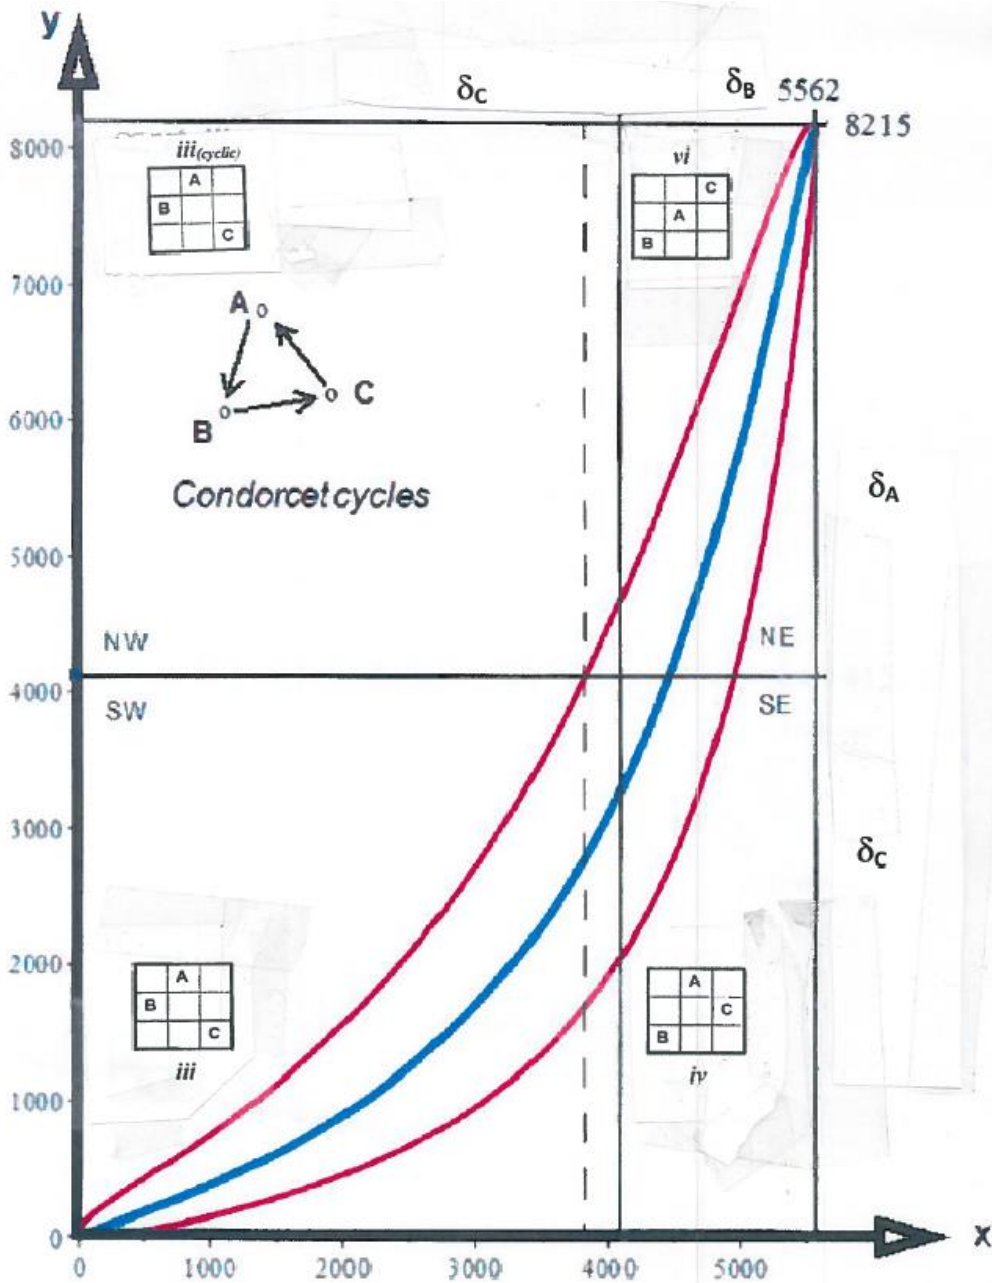 y
δC δB 5562
8215
8000
iii(cyclic)
A
B
C
vi
C
A
B
7000
A
C
B
6000
Condorcet cycles
δA
5000
NW NE
4000
SW SE
3000
δC
2000
A
B
C
iii
A
C
B
iv
1000
0
x
0 1000 2000 3000 4000 5000